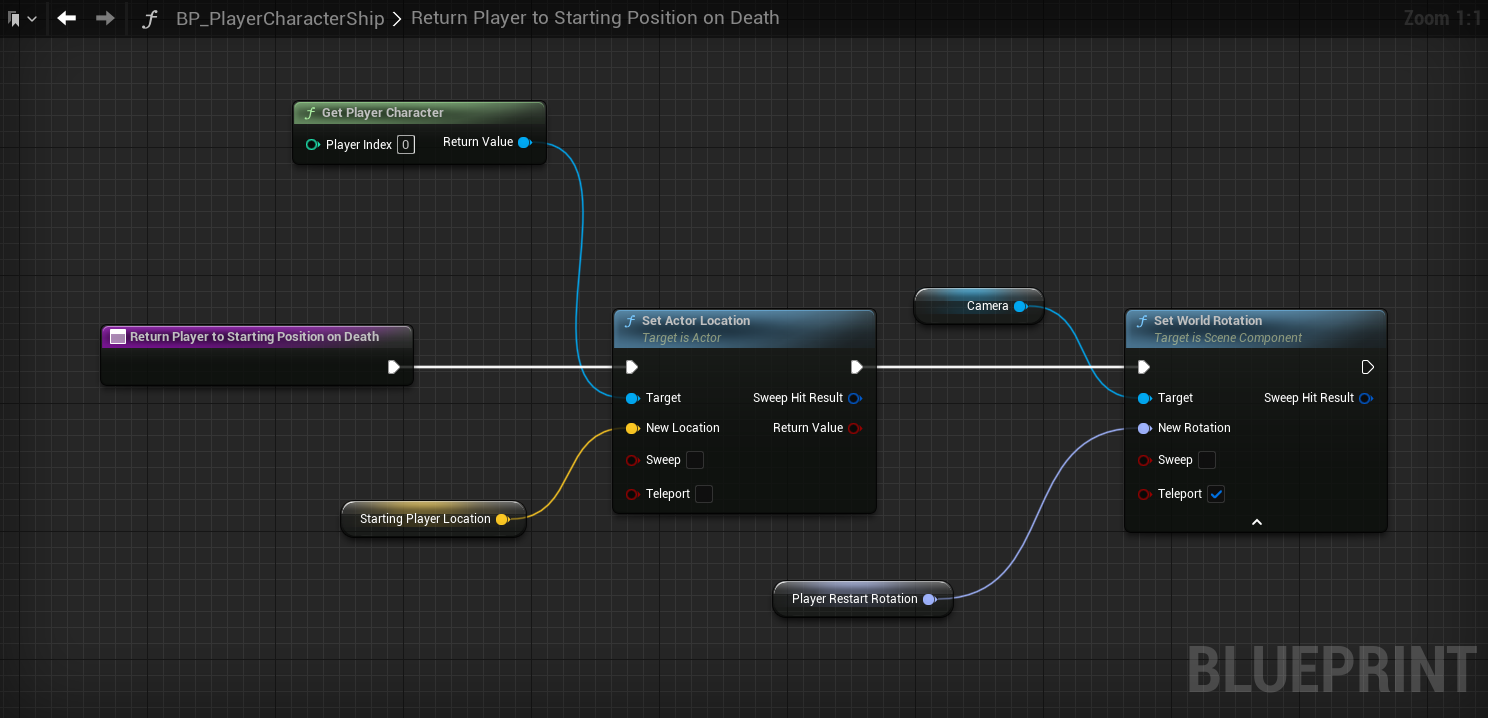 BP_PlayerCharacterShip > Return Player to Starting Position on Death
Zoom 1:1
f Get Player Character
Player Index 0
Return Value
Return Player to Starting Position on Death
f Set Actor Location
Target is Actor
Target
Sweep Hit Result
New Location
Return Value
Sweep
Teleport
Starting Player Location
Camera
f Set World Rotation
Target is Scene Component
Target
Sweep Hit Result
New Rotation
Sweep
Teleport
Player Restart Rotation
BLUEPRINT